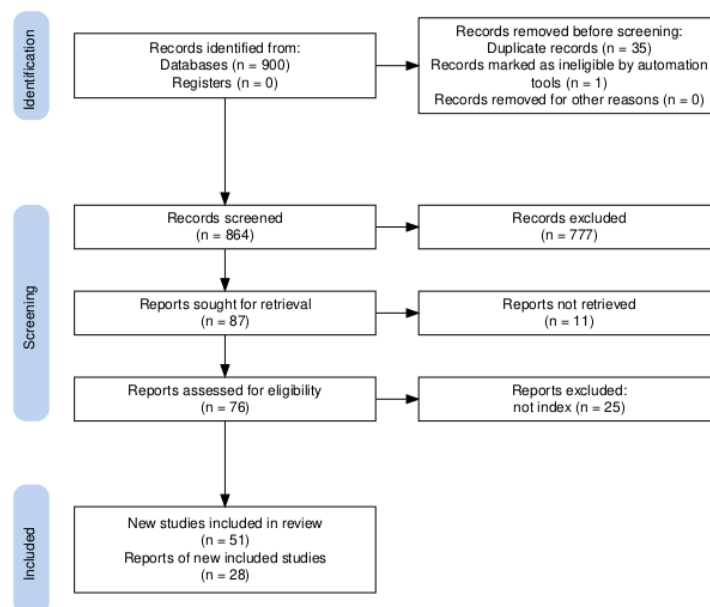 Identification
Records identified from:
Databases (n = 900)
Registers (n = 0)
Records removed before screening:
Duplicate records (n = 35)
Records marked as ineligible by automation
tools (n = 1)
Records removed for other reasons (n = 0)
Screening
Records screened
(n = 864)
Records excluded
(n = 777)
Reports sought for retrieval
(n = 87)
Reports not retrieved
(n = 11)
Reports assessed for eligibility
(n = 76)
Reports excluded:
not index (n = 25)
Included
New studies included in review
(n = 51)
Reports of new included studies
(n = 28)